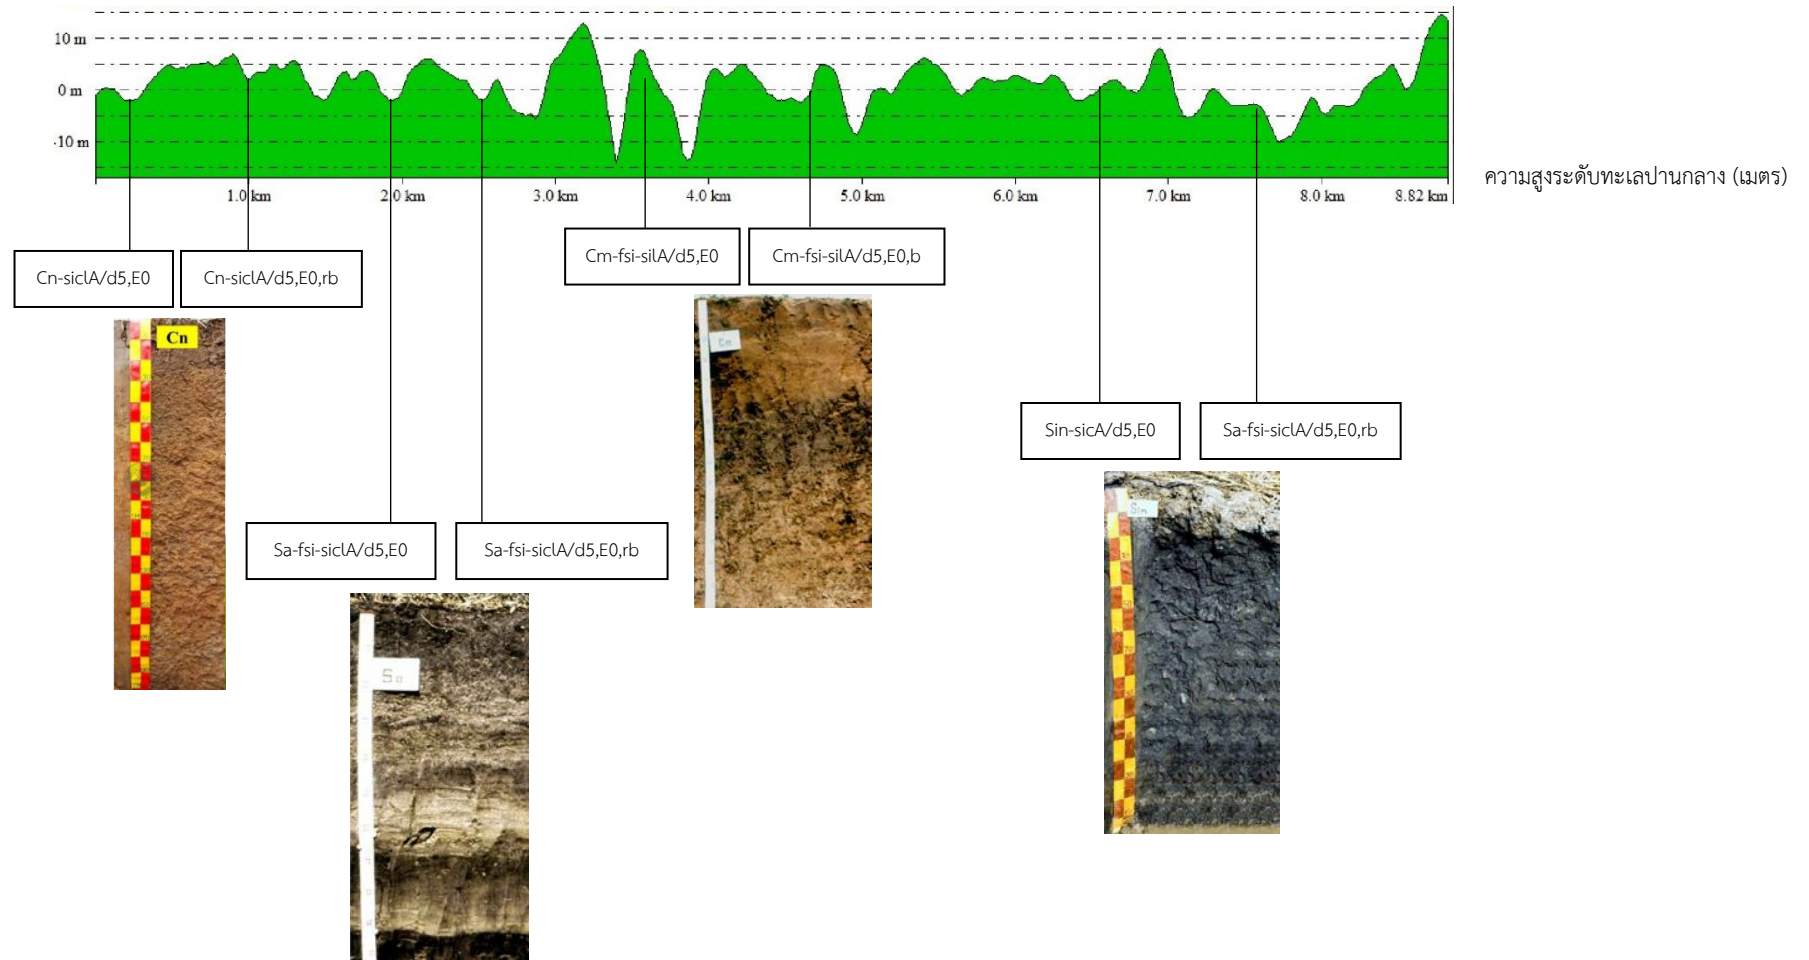 10 m
0 m
-10 m
1.0 km
2.0 km
3.0 km
4.0 km
5.0 km
6.0 km
7.0 km
8.0 km
8.82 km
ความสูงระดับทะเลปานกลาง (เมตร)
Cn-siclA/d5,E0
Cn-siclA/d5,E0,rb
Cm-fsi-silA/d5,E0
Cm-fsi-silA/d5,E0,b
Cn
Cm
Sin-sicA/d5,E0
Sa-fsi-siclA/d5,E0,rb
Sin
Sa-fsi-siclA/d5,E0
Sa-fsi-siclA/d5,E0,rb
Sa